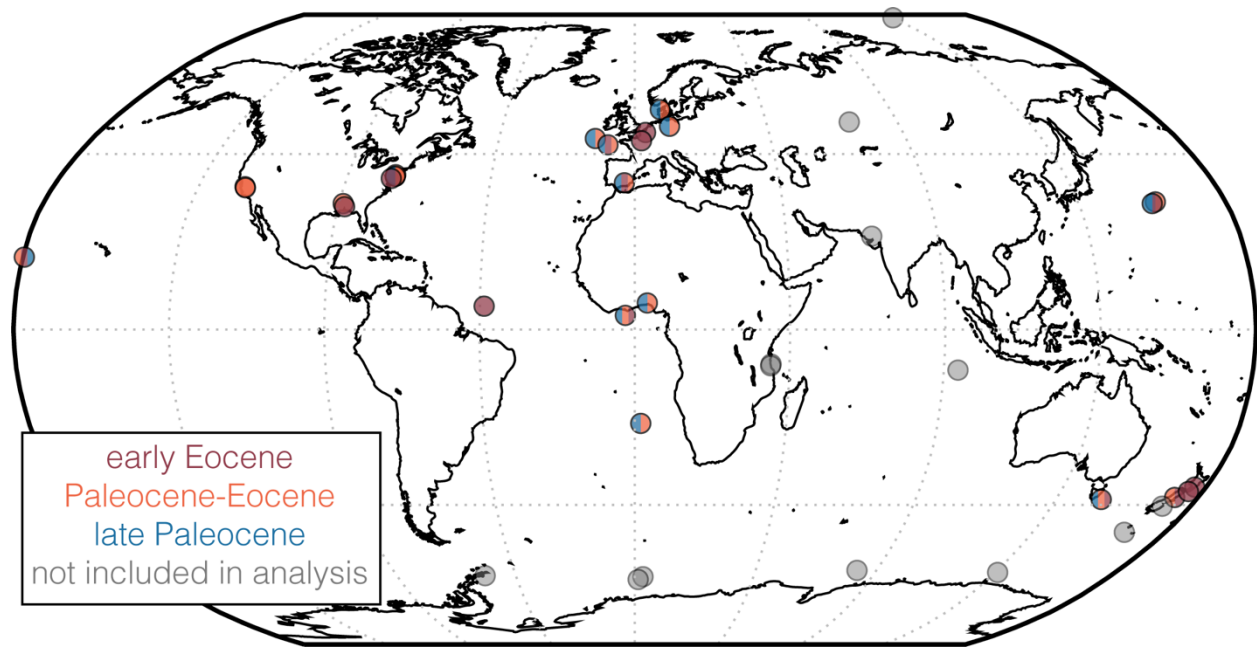 early Eocene
Paleocene-Eocene
late Paleocene
not included in analysis